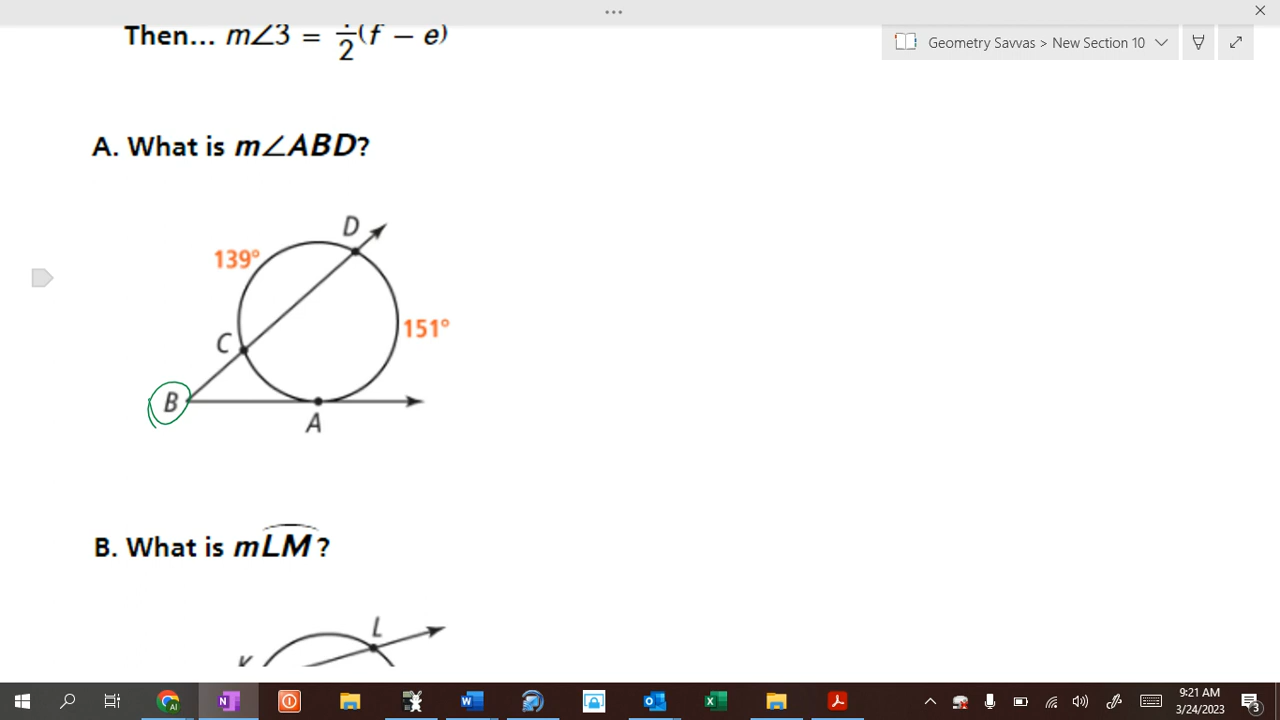 Then... m∠3 = 1/2(f − e)
Geometry Savvas > New Section 10
A. What is m∠ABD?
D
139°
151°
C
B
A
B. What is mLM?
L
K
9:21 AM
3/24/2023
3